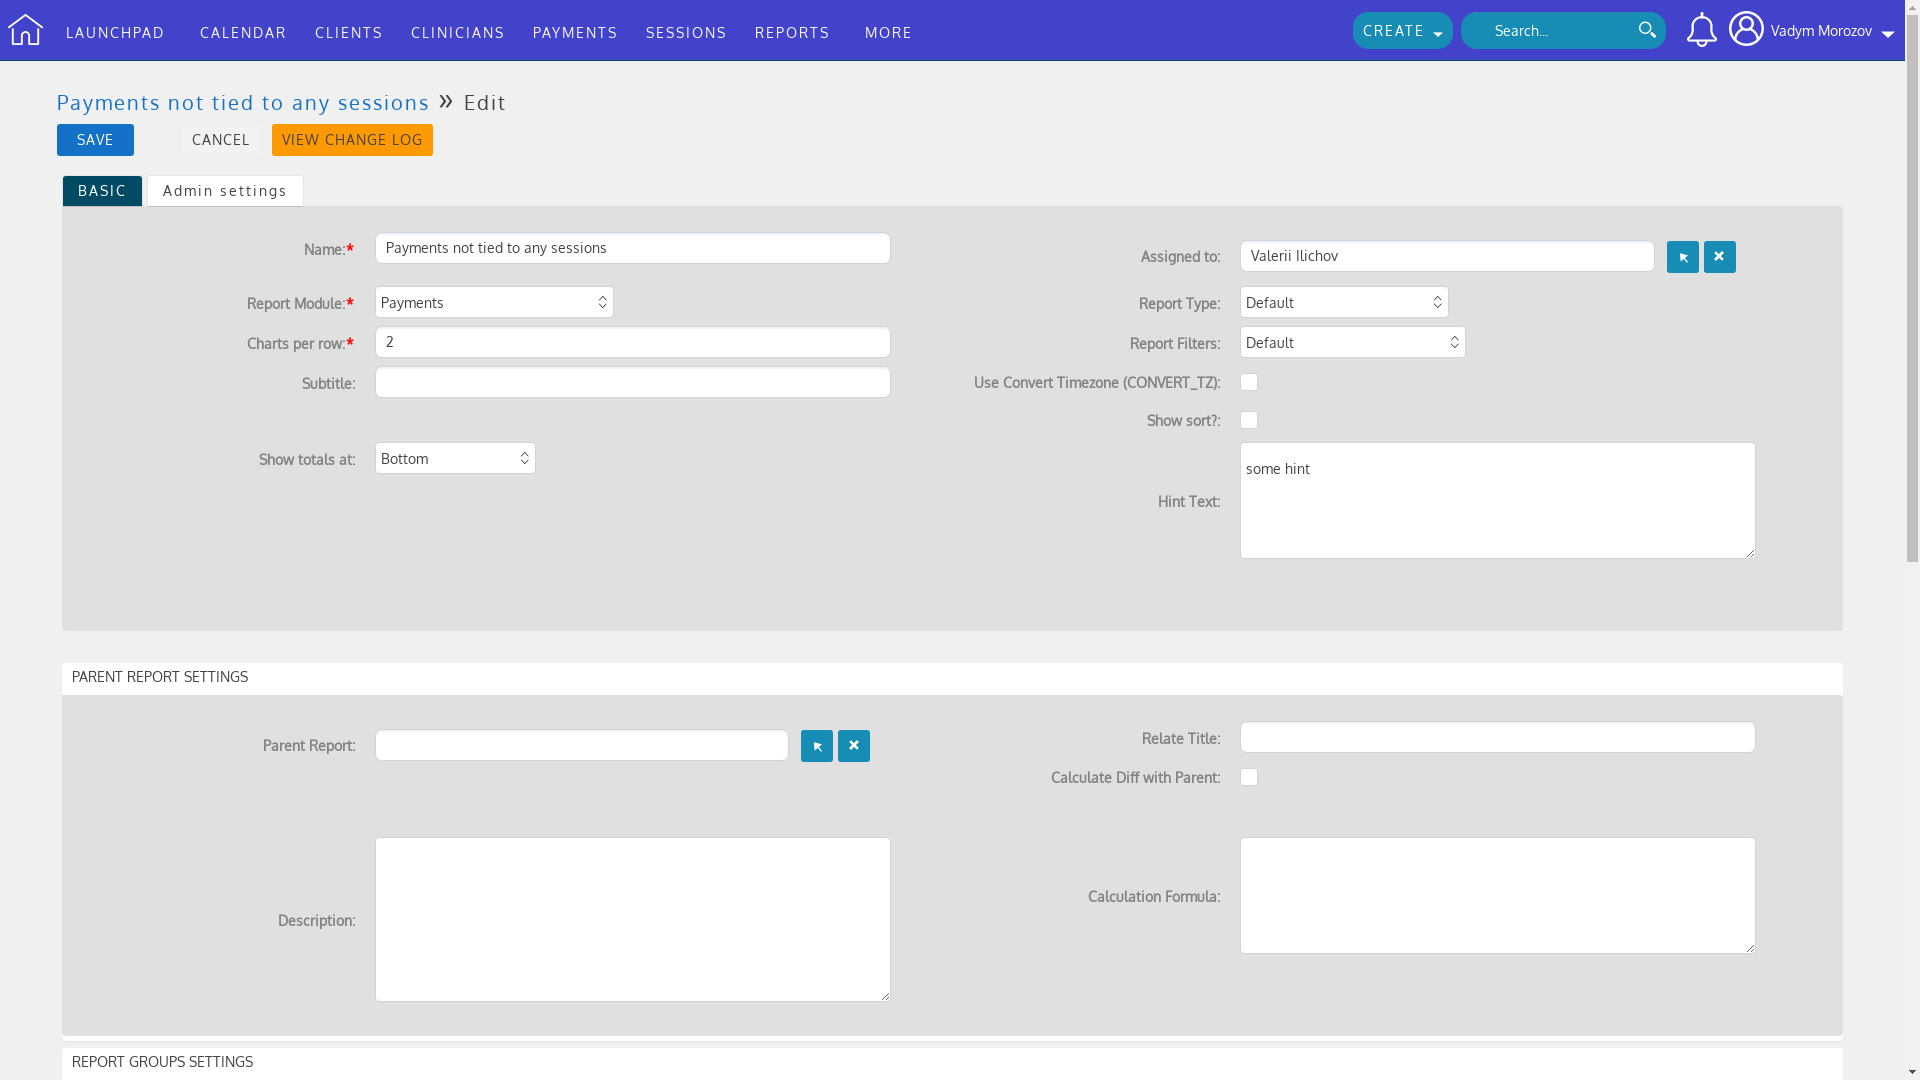 LAUNCHPAD CALENDAR CLIENTS CLINICIANS PAYMENTS SESSIONS REPORTS MORE CREATE Search... Vadym Morozov
Payments not tied to any sessions » Edit
SAVE CANCEL VIEW CHANGE LOG
BASIC Admin settings
Name:* Payments not tied to any sessions
Assigned to: Valerii Ilichov
Report Module:* Payments
Report Type: Default
Charts per row:* 2
Report Filters: Default
Subtitle:
Use Convert Timezone (CONVERT_TZ):
Show sort?:
Show totals at: Bottom
Hint Text: some hint
PARENT REPORT SETTINGS
Parent Report:
Relate Title:
Calculate Diff with Parent:
Description:
Calculation Formula:
REPORT GROUPS SETTINGS